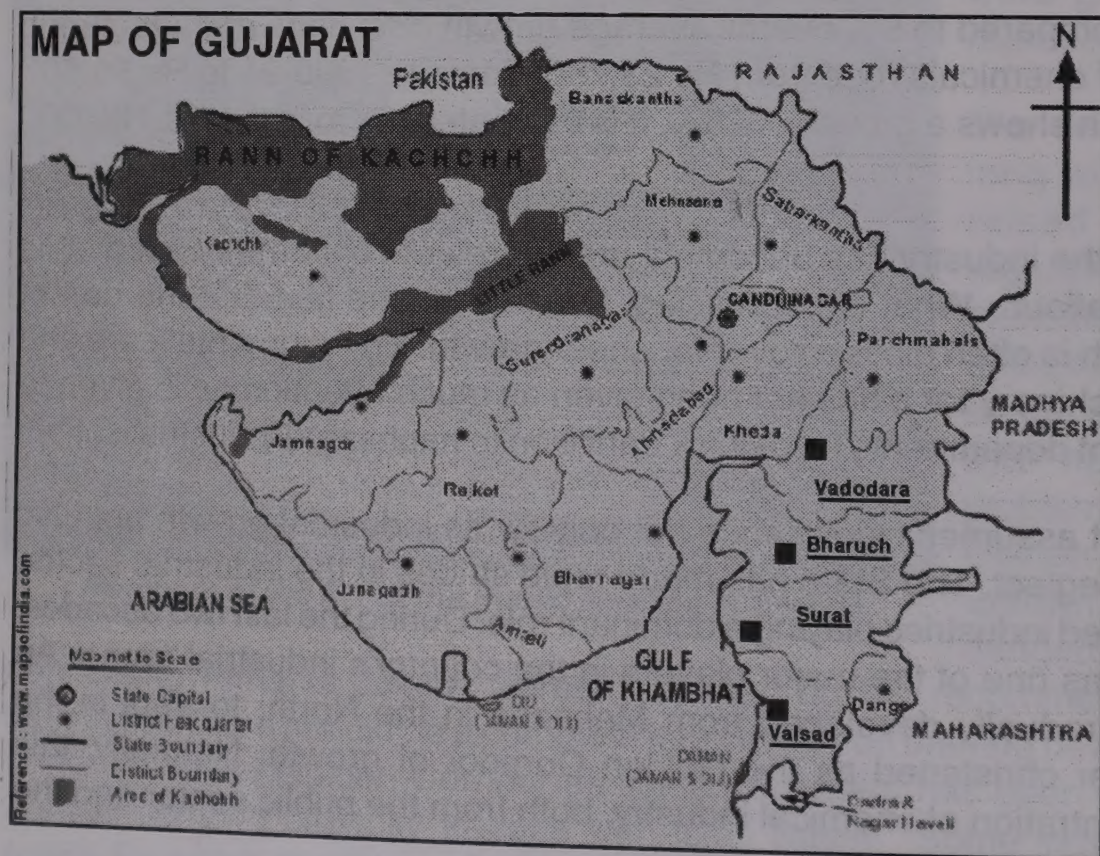 MAP OF GUJARAT
N
Pakistan
RAJASTHAN
Banaskantha
RANN OF KACHCHH
Mehasana
Sabarkantha
Kachchh
LITTLE RANN
GANDHINAGAR
Surendranagar
Parchmahals
MADHYA
PRADESH
Ahmadabad
Kheda
Jamnagar
Rajkot
Vadodara
Bharuch
Junagadh
Bhavnagar
Surat
Amreli
ARABIAN SEA
GULF
OF KHAMBHAT
DIU
(DAMAN & DIU)
Dangs
Valsad
MAHARASHTRA
DAMAN
(DAMAN & DIU)
Dadra &
Nagar Haveli
Map not to Scale
State Capital
District Headquarter
State Boundary
District Boundary
Area of Kachchh
Reference : www.mapsofindia.com